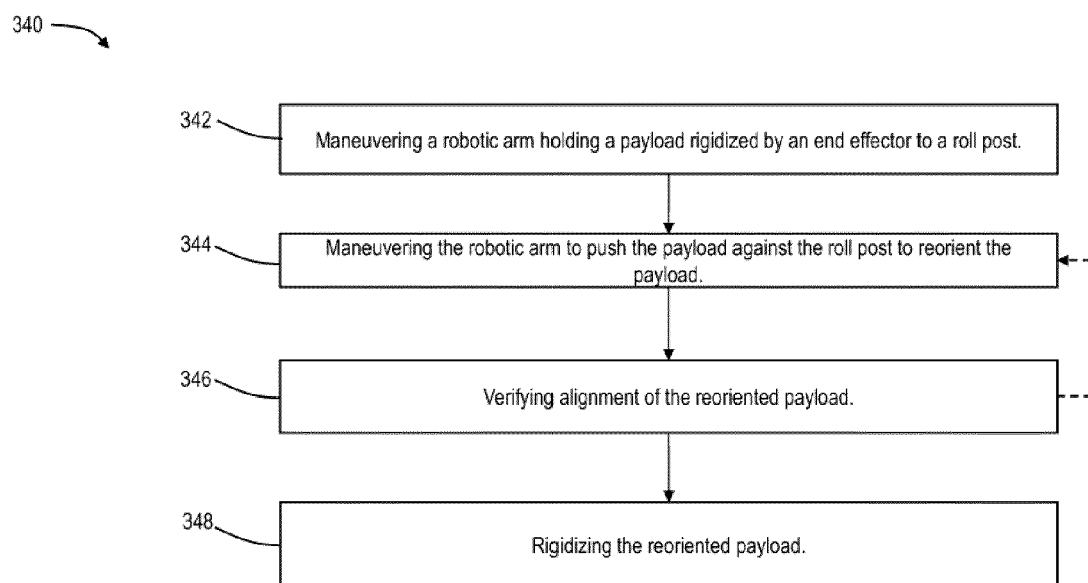 340
342
Maneuvering a robotic arm holding a payload rigidized by an end effector to a roll post.
344
Maneuvering the robotic arm to push the payload against the roll post to reorient the
payload.
346
Verifying alignment of the reoriented payload.
348
Rigidizing the reoriented payload.